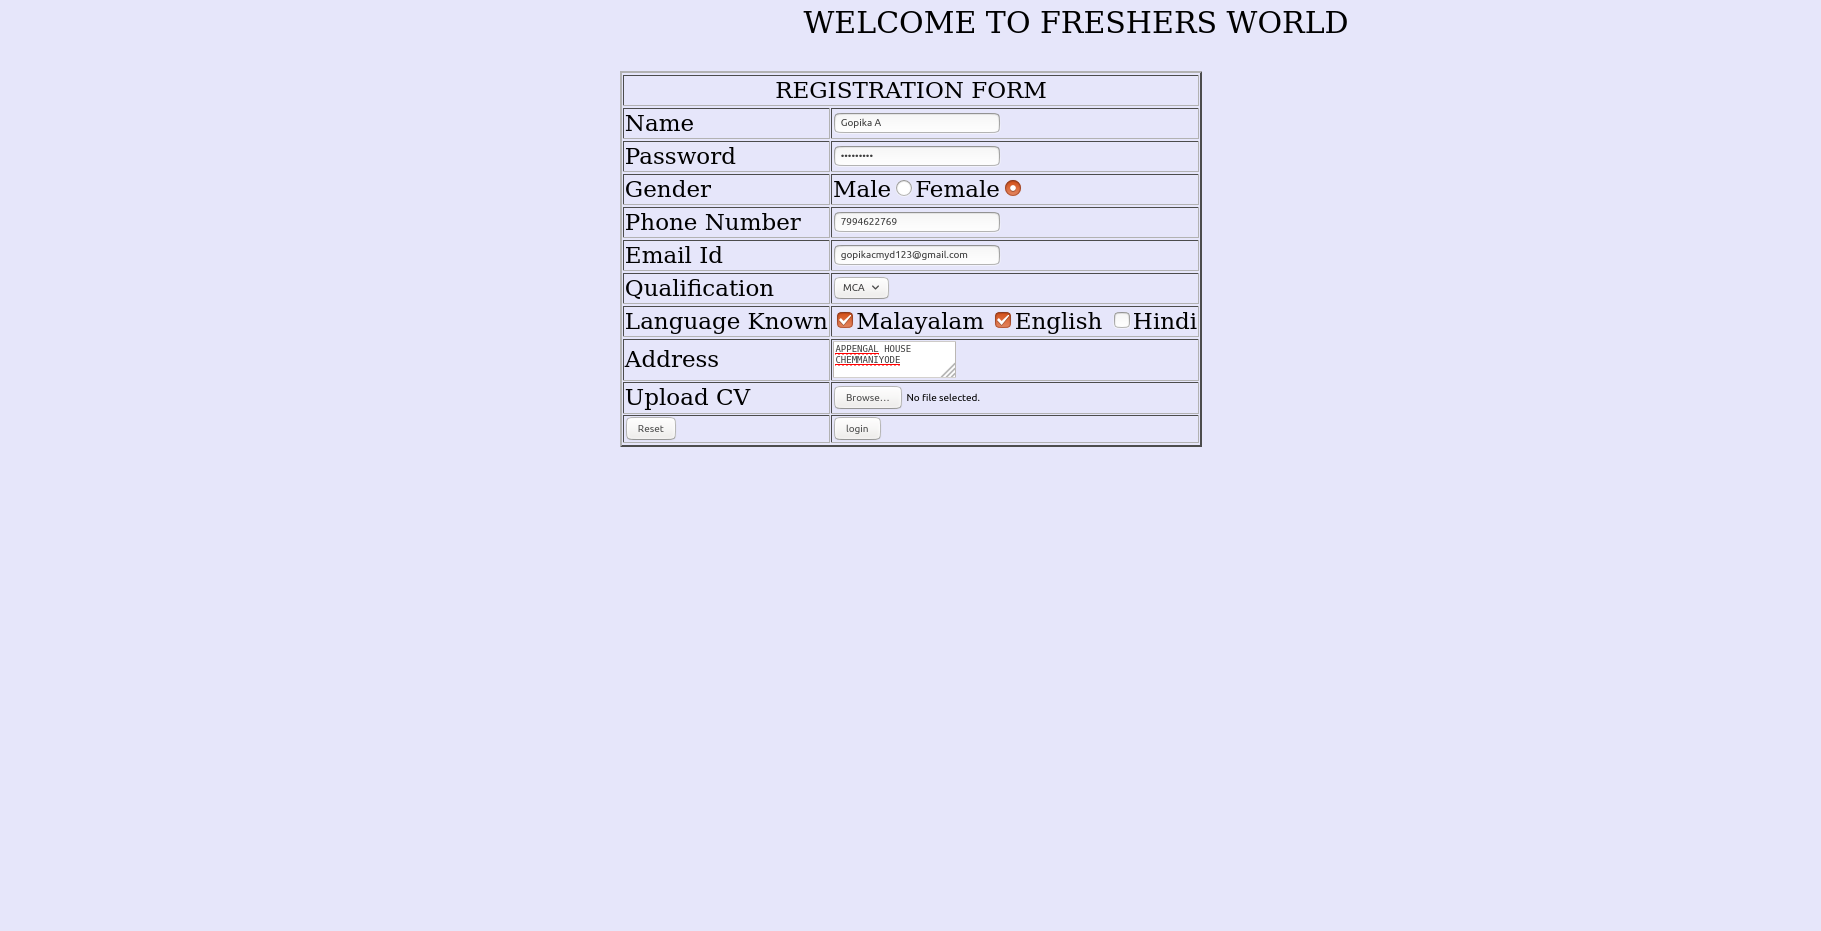 WELCOME TO FRESHERS WORLD
REGISTRATION FORM
Name Gopika A
Password •••••••••
Gender Male Female
Phone Number 7994622769
Email Id gopikacmyd123@gmail.com
Qualification MCA
Language Known Malayalam English Hindi
Address APPENGAL HOUSE
CHEMMANIYODE
Upload CV Browse... No file selected.
Reset login